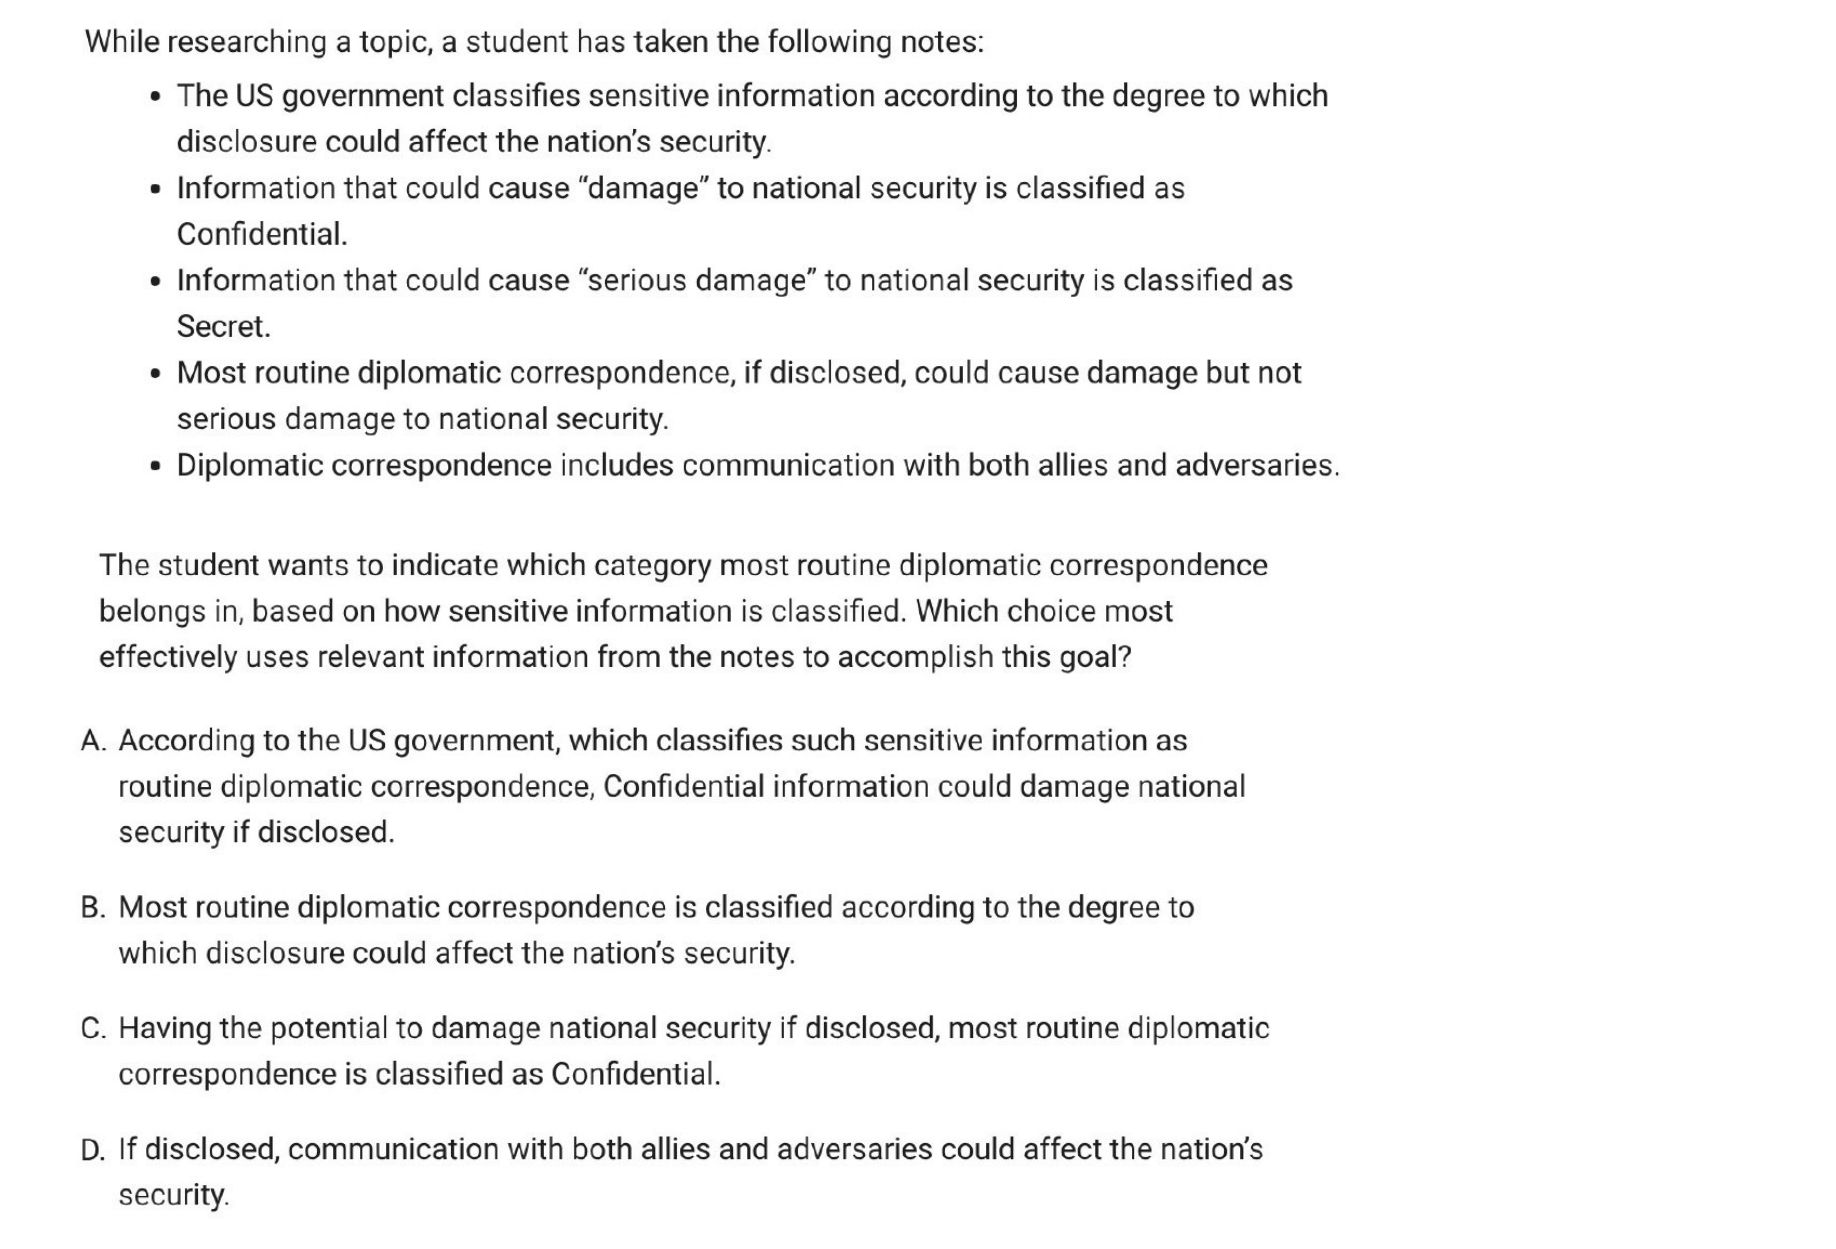 While researching a topic, a student has taken the following notes:
• The US government classifies sensitive information according to the degree to which
disclosure could affect the nation’s security.
• Information that could cause “damage” to national security is classified as
Confidential.
• Information that could cause “serious damage” to national security is classified as
Secret.
• Most routine diplomatic correspondence, if disclosed, could cause damage but not
serious damage to national security.
• Diplomatic correspondence includes communication with both allies and adversaries.
The student wants to indicate which category most routine diplomatic correspondence
belongs in, based on how sensitive information is classified. Which choice most
effectively uses relevant information from the notes to accomplish this goal?
A. According to the US government, which classifies such sensitive information as
routine diplomatic correspondence, Confidential information could damage national
security if disclosed.
B. Most routine diplomatic correspondence is classified according to the degree to
which disclosure could affect the nation’s security.
C. Having the potential to damage national security if disclosed, most routine diplomatic
correspondence is classified as Confidential.
D. If disclosed, communication with both allies and adversaries could affect the nation’s
security.